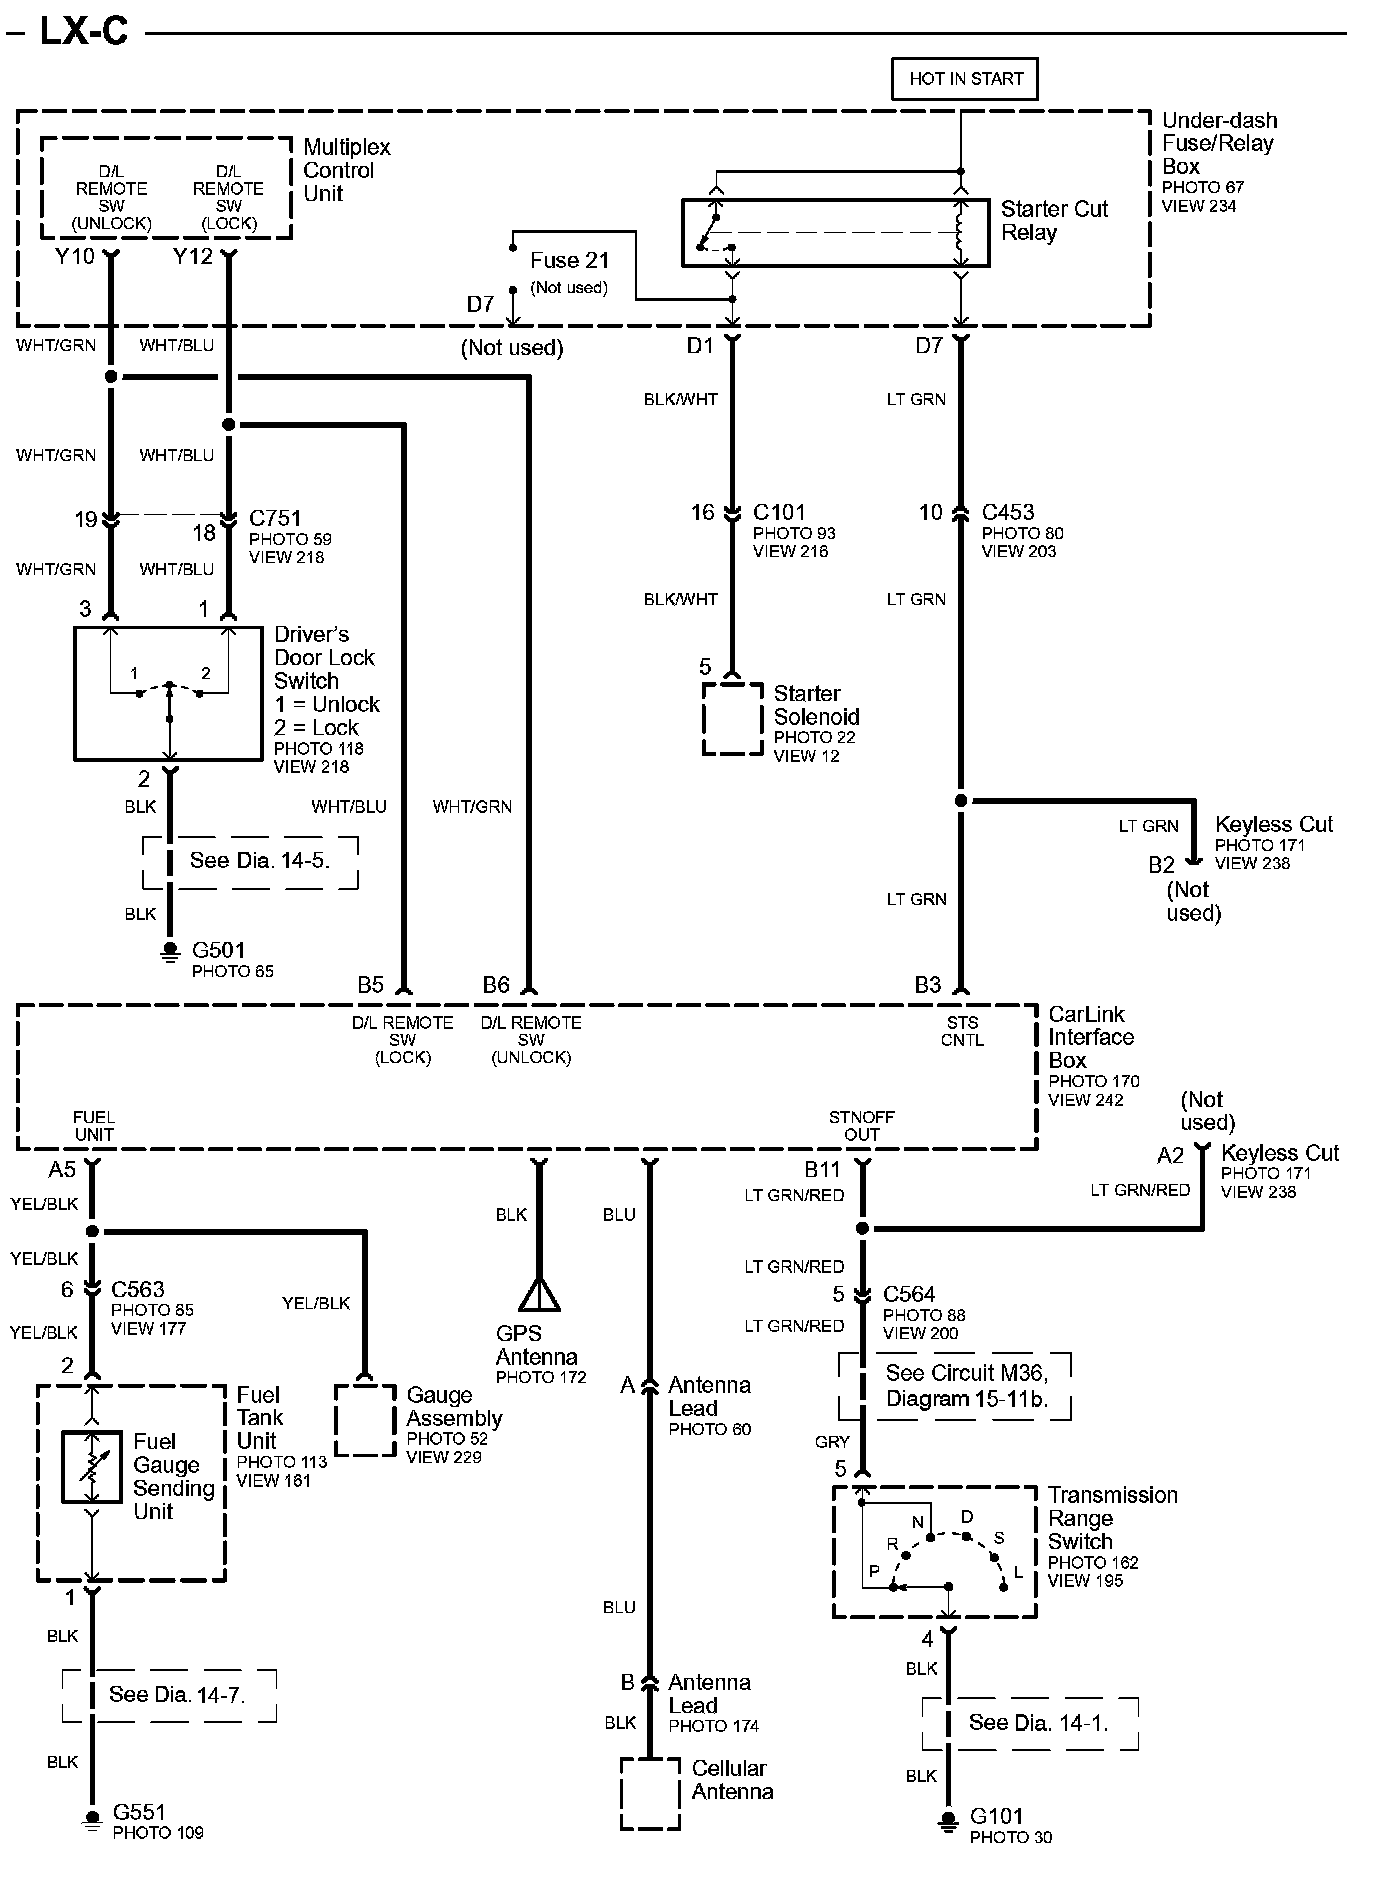 LX-C
HOT IN START
Under-dash
Fuse/Relay
Box
PHOTO 67
VIEW 234
Multiplex
Control
Unit
D/L
REMOTE
SW
(UNLOCK)
D/L
REMOTE
SW
(LOCK)
Y10
Y12
Starter Cut
Relay
Fuse 21
(Not used)
D7
(Not used)
D1
D7
WHT/GRN
WHT/BLU
BLK/WHT
LT GRN
WHT/GRN
WHT/BLU
19
18
C751
PHOTO 59
VIEW 218
16
C101
PHOTO 93
VIEW 216
10
C453
PHOTO 80
VIEW 203
WHT/GRN
WHT/BLU
BLK/WHT
LT GRN
3
1
1
2
Driver's
Door Lock
Switch
1 = Unlock
2 = Lock
PHOTO 118
VIEW 218
5
Starter
Solenoid
PHOTO 22
VIEW 12
2
BLK
WHT/BLU
WHT/GRN
LT GRN
Keyless Cut
PHOTO 171
VIEW 238
B2
(Not
used)
See Dia. 14-5.
BLK
G501
PHOTO 65
LT GRN
B5
B6
B3
D/L REMOTE
SW
(LOCK)
D/L REMOTE
SW
(UNLOCK)
STS
CNTL
CarLink
Interface
Box
PHOTO 170
VIEW 242
FUEL
UNIT
STNOFF
OUT
(Not
used)
A2
Keyless Cut
PHOTO 171
VIEW 238
A5
B11
YEL/BLK
BLK
BLU
LT GRN/RED
LT GRN/RED
YEL/BLK
LT GRN/RED
6
C563
PHOTO 85
VIEW 177
YEL/BLK
YEL/BLK
5
C564
PHOTO 88
VIEW 200
LT GRN/RED
GPS
Antenna
PHOTO 172
2
Fuel
Tank
Unit
PHOTO 113
VIEW 161
Fuel
Gauge
Sending
Unit
Gauge
Assembly
PHOTO 52
VIEW 229
A
Antenna
Lead
PHOTO 60
See Circuit M36,
Diagram 15-11b.
GRY
5
P
R
N
D
S
L
Transmission
Range
Switch
PHOTO 162
VIEW 195
1
BLK
BLU
4
BLK
See Dia. 14-7.
B
Antenna
Lead
PHOTO 174
BLK
See Dia. 14-1.
BLK
BLK
Cellular
Antenna
G551
PHOTO 109
G101
PHOTO 30